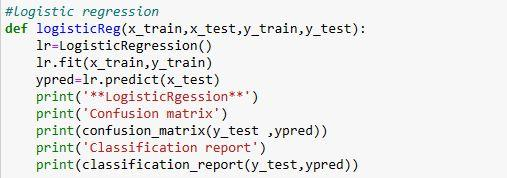 #logistic regression
def logisticReg(x_train,x_test,y_train,y_test):
    lr=LogisticRegression()
    lr.fit(x_train,y_train)
    ypred=lr.predict(x_test)
    print('**LogisticRgession**')
    print('Confusion matrix')
    print(confusion_matrix(y_test ,ypred))
    print('Classification report')
    print(classification_report(y_test,ypred))